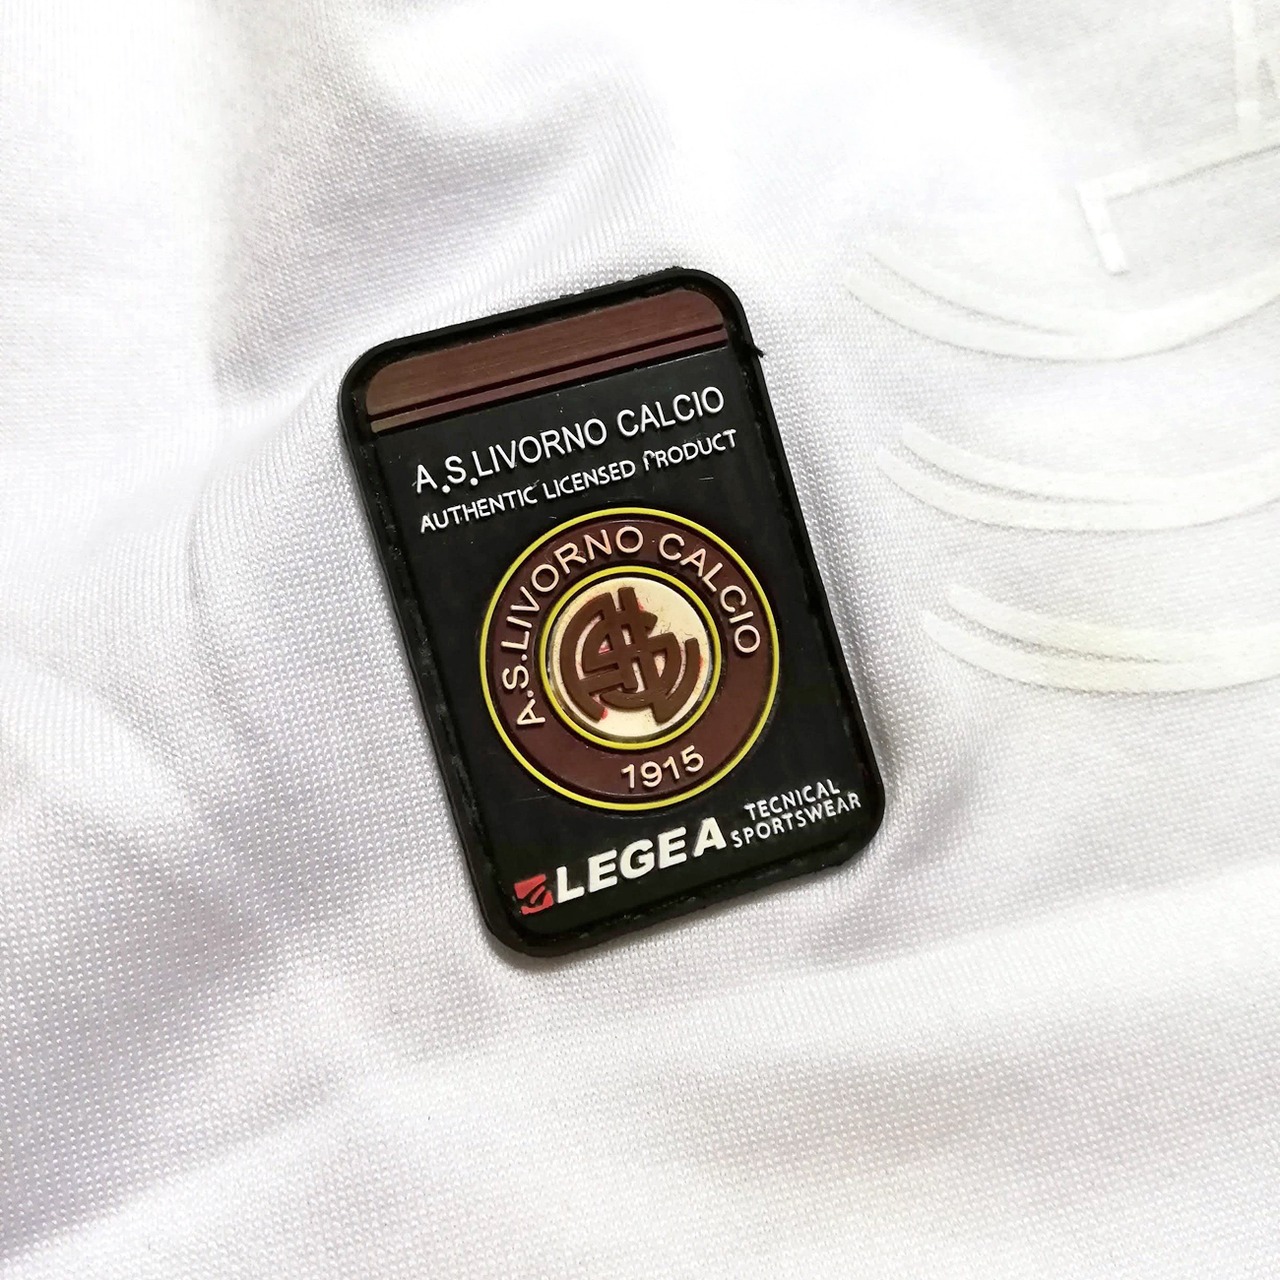 A.S.LIVORNO CALCIO
AUTHENTIC LICENSED PRODUCT
A.S.LIVORNO CALCIO
1915
LEGEA
TECNICAL
SPORTSWEAR